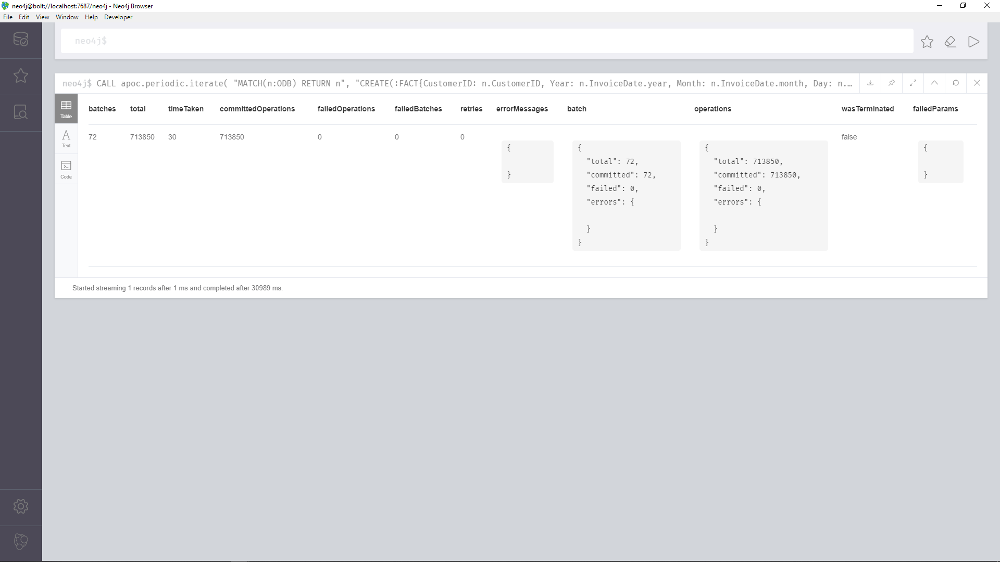 neo4j@bolt://localhost:7687/neo4j - Neo4j Browser
File Edit View Window Help Developer
neo4j$
neo4j$ CALL apoc.periodic.iterate( "MATCH(n:ODB) RETURN n", "CREATE(:FACT{CustomerID: n.CustomerID, Year: n.InvoiceDate.year, Month: n.InvoiceDate.month, Day: n.…
Table
Text
Code
batches total timeTaken committedOperations failedOperations failedBatches retries errorMessages batch operations wasTerminated failedParams
72 713850 30 713850 0 0 0 false
{
}
{
"total": 72,
"committed": 72,
"failed": 0,
"errors": {
}
}
{
"total": 713850,
"committed": 713850,
"failed": 0,
"errors": {
}
}
{
}
Started streaming 1 records after 1 ms and completed after 30989 ms.